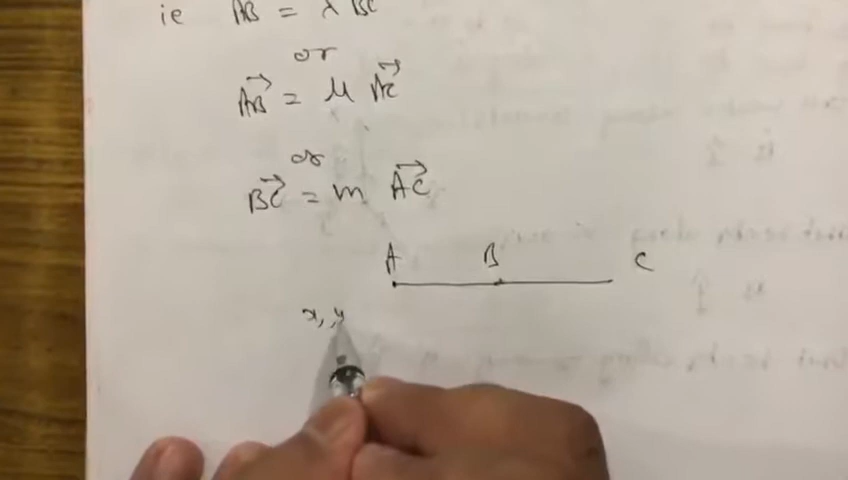 ie AB = λ BC
or
AB→ = μ AC→
or
BC→ = m AC→
A B C
x, y